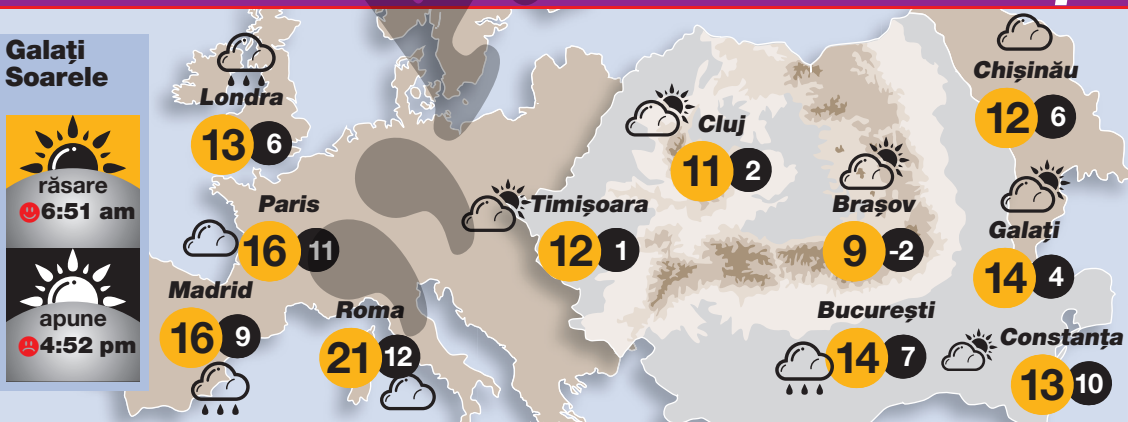 Galați
Soarele
răsare
6:51 am
apune
4:52 pm
Londra
13 6
Paris
16 11
Madrid
16 9
Roma
21 12
Timișoara
12 1
Cluj
11 2
Brașov
9 -2
București
14 7
Chișinău
12 6
Galați
14 4
Constanța
13 10